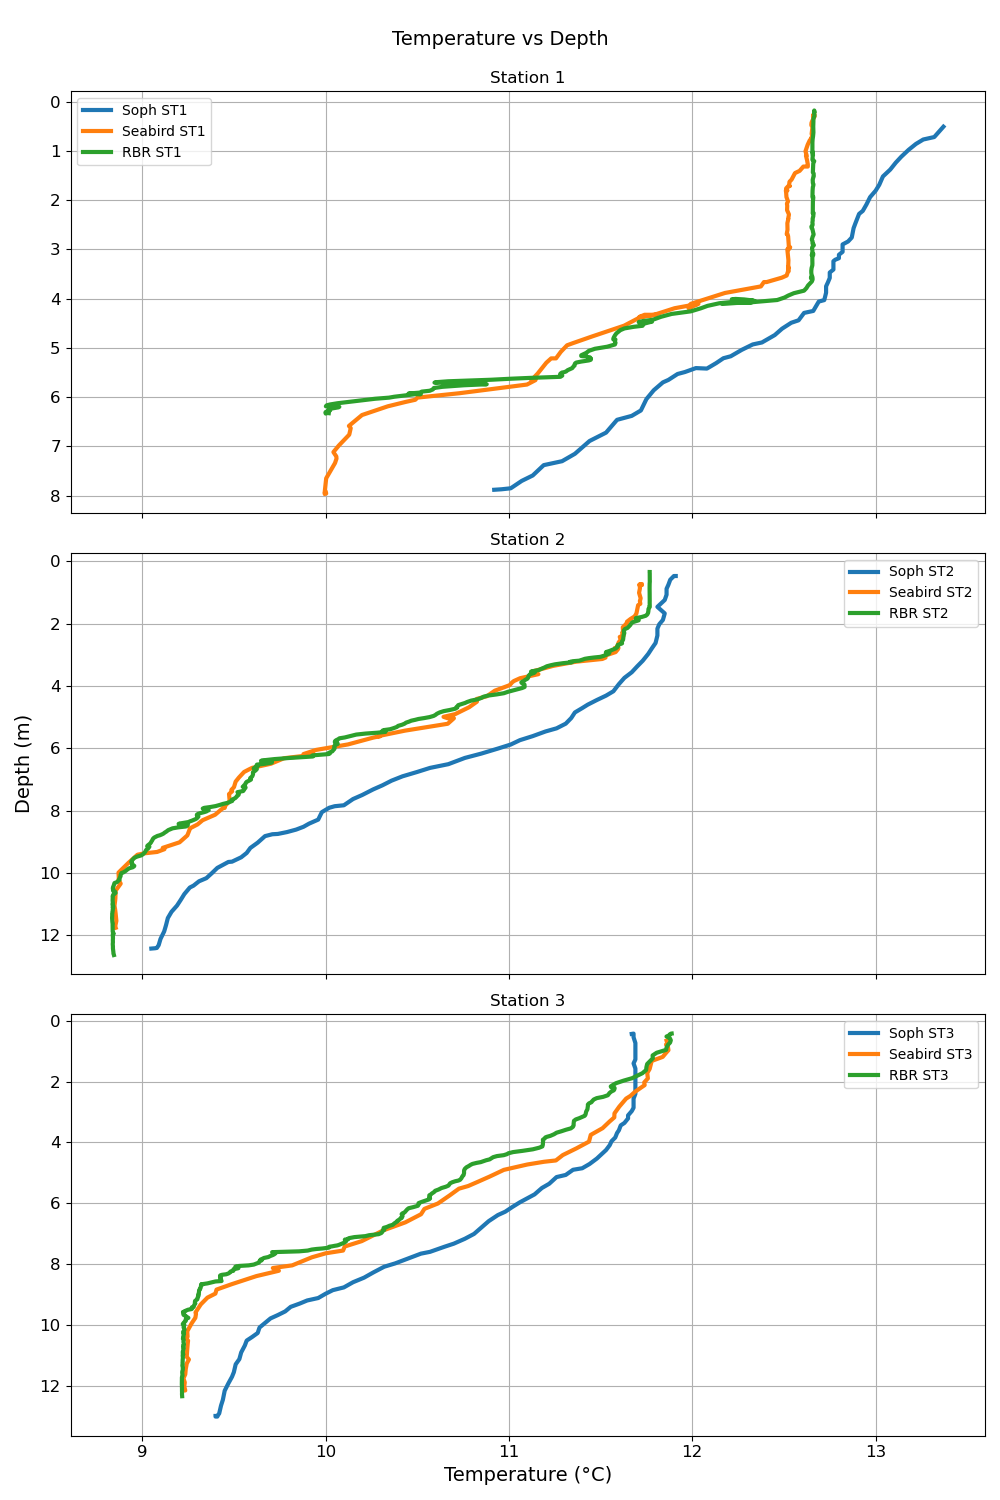 Temperature vs Depth
Station 1
Soph ST1
Seabird ST1
RBR ST1
0
1
2
3
4
5
6
7
8
Station 2
Soph ST2
Seabird ST2
RBR ST2
0
2
4
6
8
10
12
Depth (m)
Station 3
Soph ST3
Seabird ST3
RBR ST3
0
2
4
6
8
10
12
9 10 11 12 13
Temperature (°C)